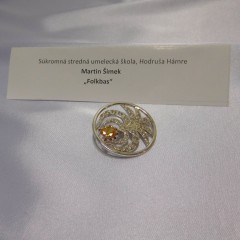 Súkromná stredná umelecká škola, Hodruša Hámre
Martin Šimek
„Folkbas“